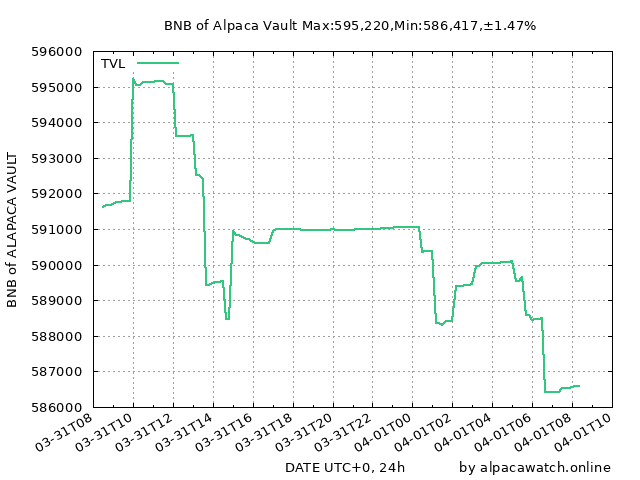 BNB of Alpaca Vault Max:595,220,Min:586,417,±1.47%
TVL
596000
595000
594000
593000
592000
591000
590000
589000
588000
587000
586000
BNB of ALAPACA VAULT
03-31T08
03-31T10
03-31T12
03-31T14
03-31T16
03-31T18
03-31T20
03-31T22
04-01T00
04-01T02
04-01T04
04-01T06
04-01T08
04-01T10
DATE UTC+0, 24h
by alpacawatch.online